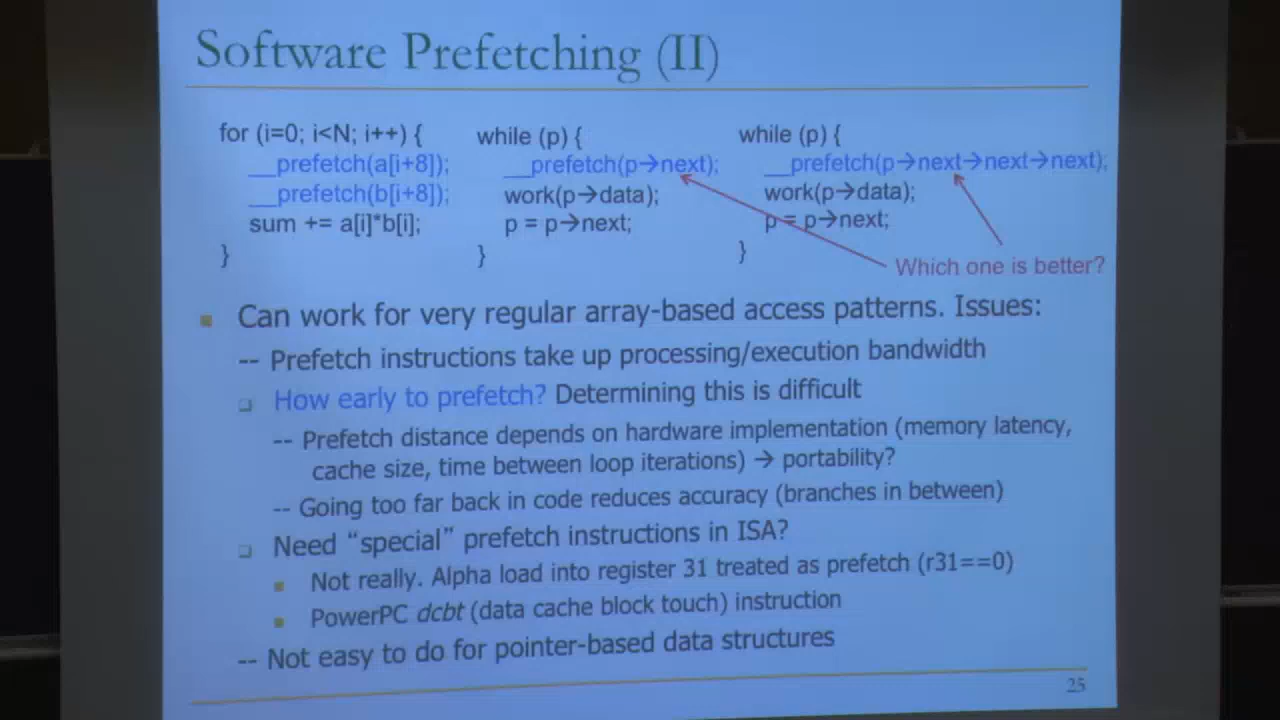 Software Prefetching (II)
for (i=0; i<N; i++) {
__prefetch(a[i+8]);
__prefetch(b[i+8]);
sum += a[i]*b[i];
}
while (p) {
__prefetch(p→next);
work(p→data);
p = p→next;
}
while (p) {
__prefetch(p→next→next→next);
work(p→data);
p = p→next;
}
Which one is better?
Can work for very regular array-based access patterns. Issues:
-- Prefetch instructions take up processing/execution bandwidth
How early to prefetch? Determining this is difficult
-- Prefetch distance depends on hardware implementation (memory latency,
cache size, time between loop iterations) → portability?
-- Going too far back in code reduces accuracy (branches in between)
Need “special” prefetch instructions in ISA?
Not really. Alpha load into register 31 treated as prefetch (r31==0)
PowerPC dcbt (data cache block touch) instruction
-- Not easy to do for pointer-based data structures
25